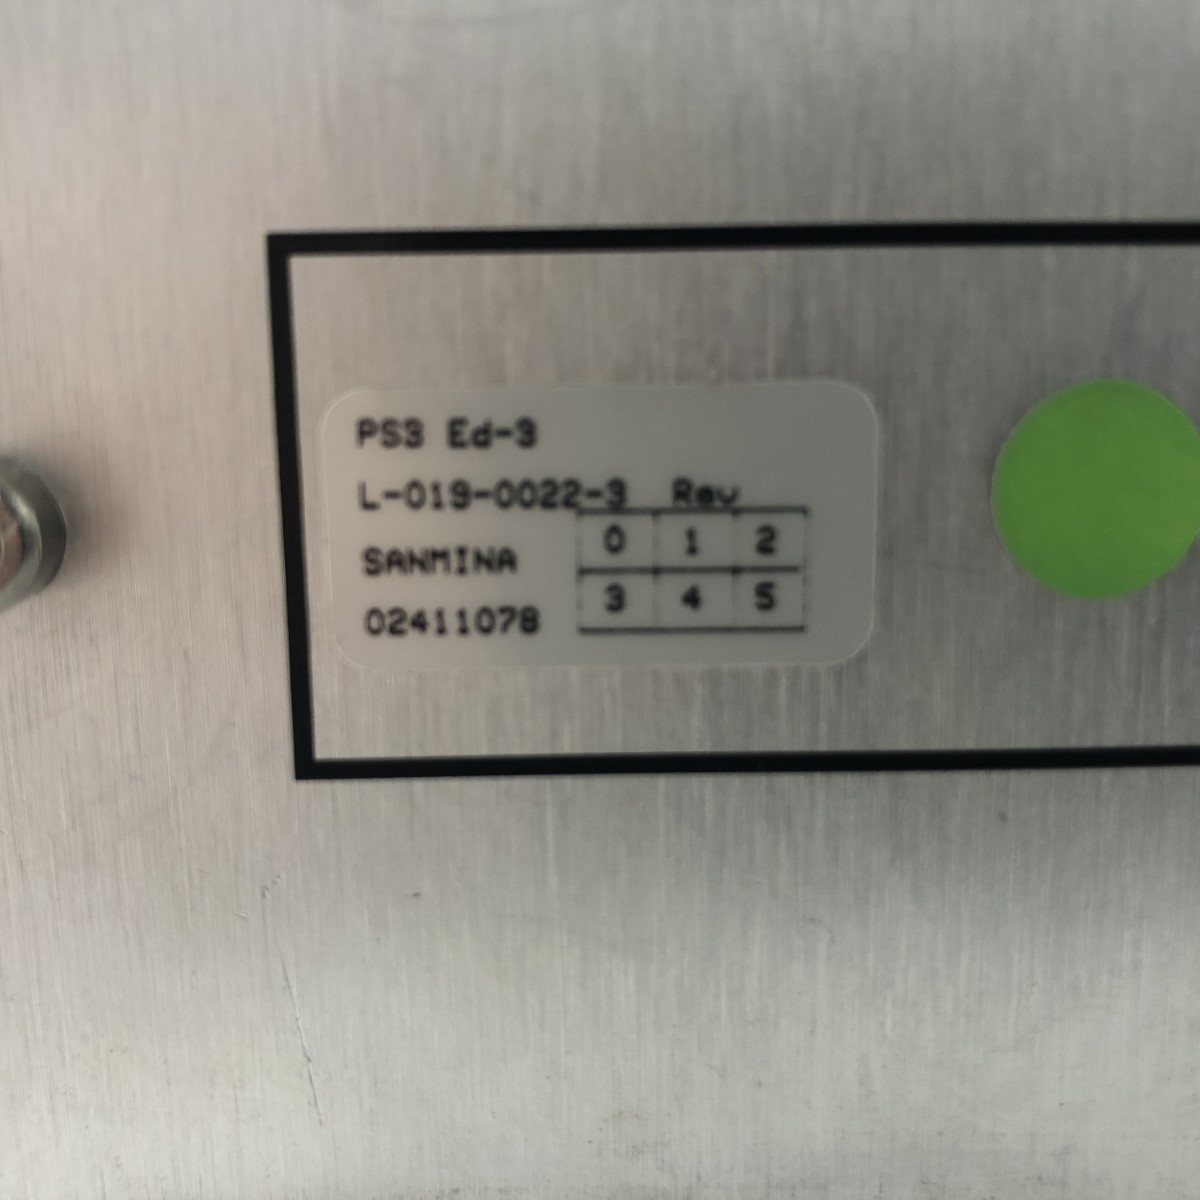 PS3 Ed-3
L-019-0022-3 Rev
0 1 2
SANMINA
3 4 5
02411078